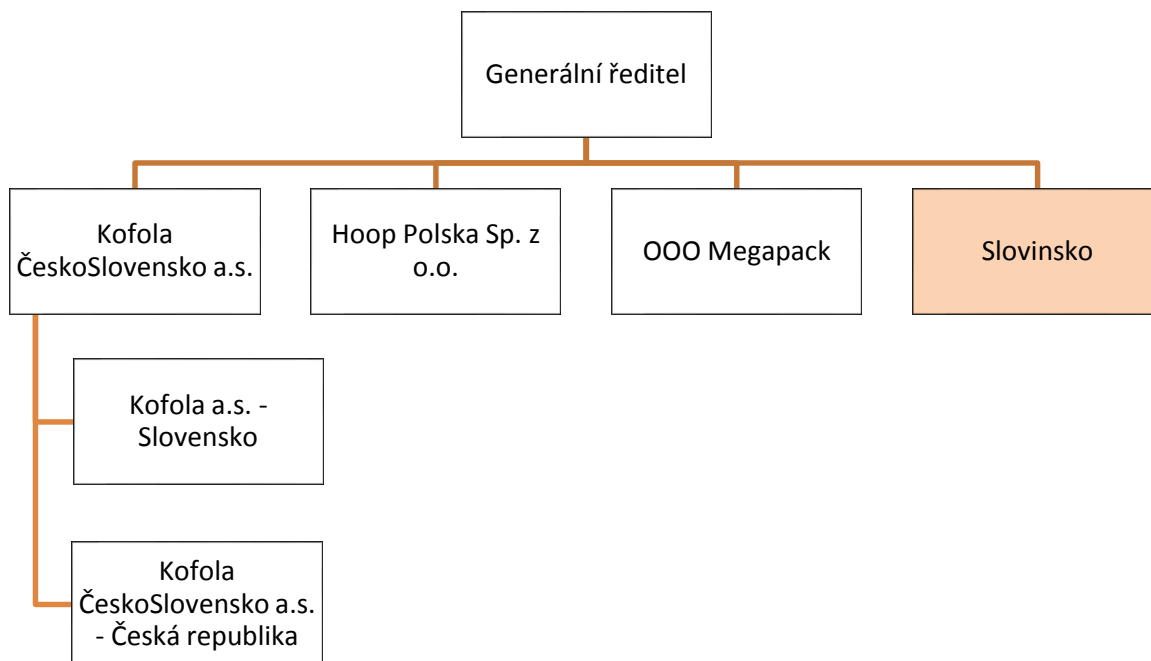 Generální ředitel
Kofola
ČeskoSlovensko a.s.
Hoop Polska Sp. z
o.o.
OOO Megapack
Slovinsko
Kofola a.s. -
Slovensko
Kofola
ČeskoSlovensko a.s.
- Česká republika